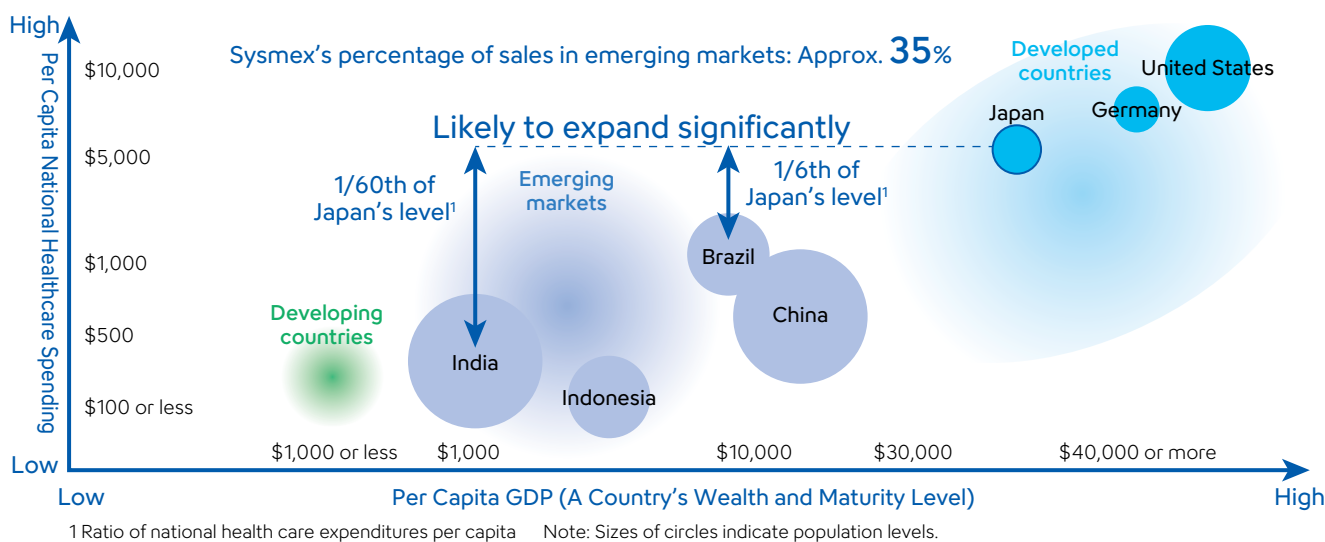 High
Per Capita National Healthcare Spending
Low
$10,000
$5,000
$1,000
$500
$100 or less
Sysmex’s percentage of sales in emerging markets: Approx. 35%
Likely to expand significantly
1/60th of
Japan’s level¹
Emerging
markets
1/6th of
Japan’s level¹
Developed
countries
United States
Germany
Japan
Brazil
China
Developing
countries
India
Indonesia
$1,000 or less
$1,000
$10,000
$30,000
$40,000 or more
Low
Per Capita GDP (A Country’s Wealth and Maturity Level)
High
1 Ratio of national health care expenditures per capita
Note: Sizes of circles indicate population levels.